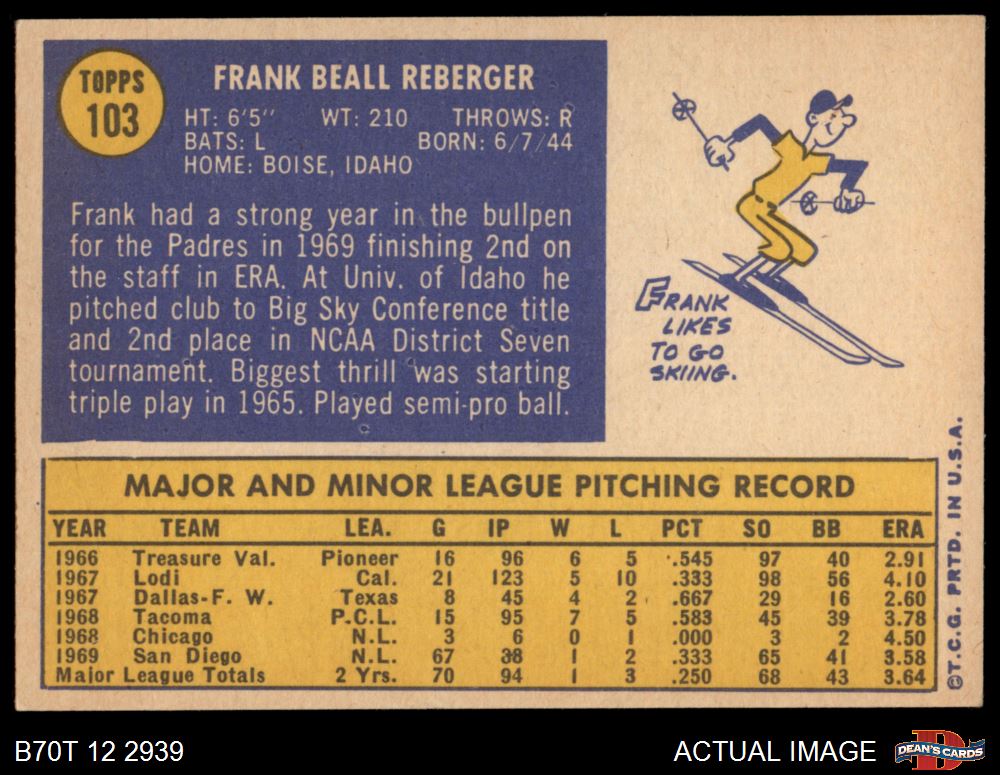 TOPPS
103
FRANK BEALL REBERGER
HT: 6'5" WT: 210 THROWS: R
BATS: L BORN: 6/7/44
HOME: BOISE, IDAHO
Frank had a strong year in the bullpen
for the Padres in 1969 finishing 2nd on
the staff in ERA. At Univ. of Idaho he
pitched club to Big Sky Conference title
and 2nd place in NCAA District Seven
tournament. Biggest thrill was starting
triple play in 1965. Played semi-pro ball.
FRANK
LIKES
TO GO
SKIING.
MAJOR AND MINOR LEAGUE PITCHING RECORD
YEAR TEAM LEA. G IP W L PCT SO BB ERA
1966 Treasure Val. Pioneer 16 96 6 5 .545 97 40 2.91
1967 Lodi Cal. 21 123 5 10 .333 98 56 4.10
1967 Dallas-F. W. Texas 8 45 4 2 .667 29 16 2.60
1968 Tacoma P.C.L. 15 95 7 5 .583 45 39 3.78
1968 Chicago N.L. 3 6 0 1 .000 3 2 4.50
1969 San Diego N.L. 67 38 1 2 .333 65 41 3.58
Major League Totals 2 Yrs. 70 94 1 3 .250 68 43 3.64
©T.C.G. PRTD. IN U.S.A.
B70T 12 2939
ACTUAL IMAGE
D
DEAN'S CARDS